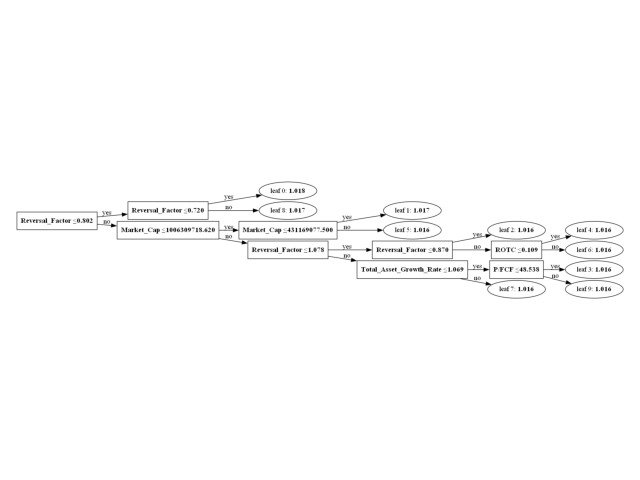 leaf 0: 1.018
yes
Reversal_Factor ≤0.720
no
leaf 8: 1.017
leaf 1: 1.017
yes
Reversal_Factor ≤0.802
yes
no
Market_Cap ≤1006309718.620
yes
Market_Cap ≤431169077.500
no
leaf 5: 1.016
leaf 2: 1.016
leaf 4: 1.016
no
yes
yes
Reversal_Factor ≤1.078
yes
Reversal_Factor ≤0.870
no
ROTC ≤0.109
no
leaf 6: 1.016
no
Total_Asset_Growth_Rate ≤1.069
yes
P/FCF ≤48.538
yes
leaf 3: 1.016
no
no
leaf 7: 1.016
leaf 9: 1.016